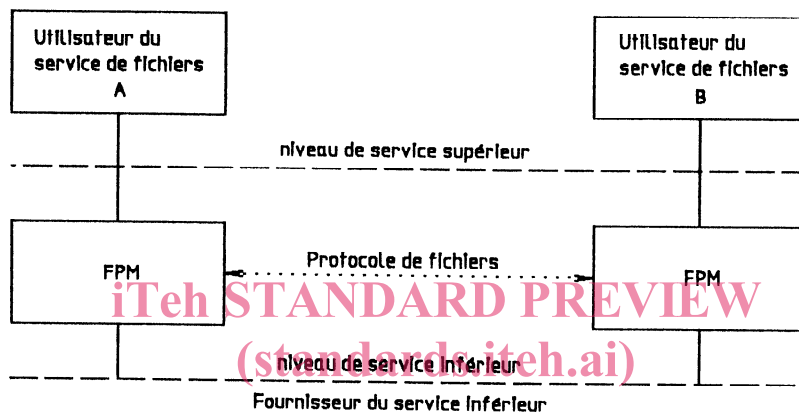 Utilisateur du
service de fichiers
A
Utilisateur du
service de fichiers
B
niveau de service supérieur
FPM
Protocole de fichiers
FPM
iTeh STANDARD PREVIEW
(standards.iteh.ai)
niveau de service inférieur
Fournisseur du service inférieur